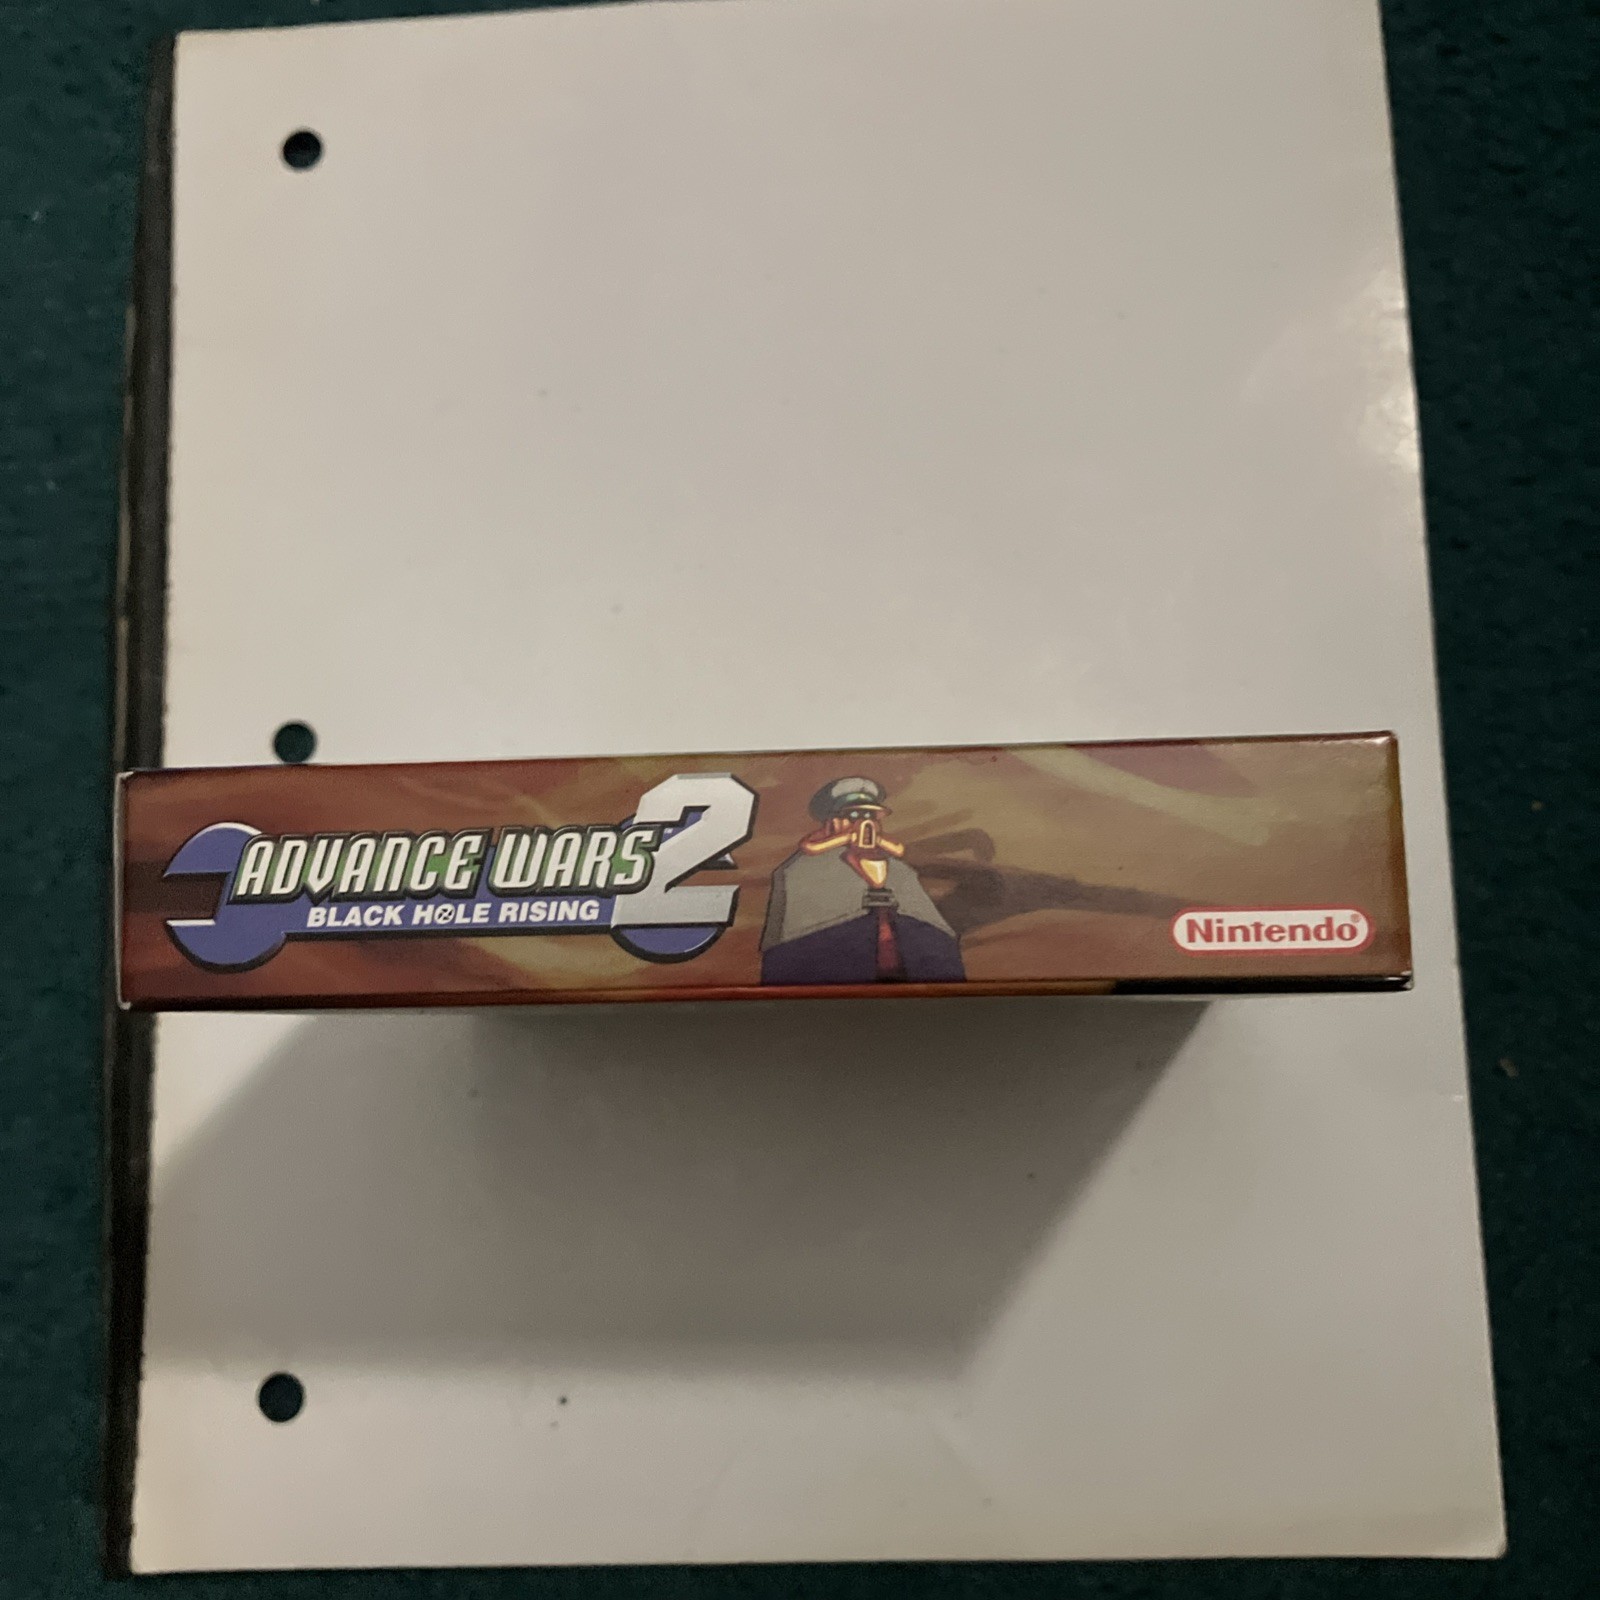 ADVANCE WARS 2
BLACK HOLE RISING
Nintendo®